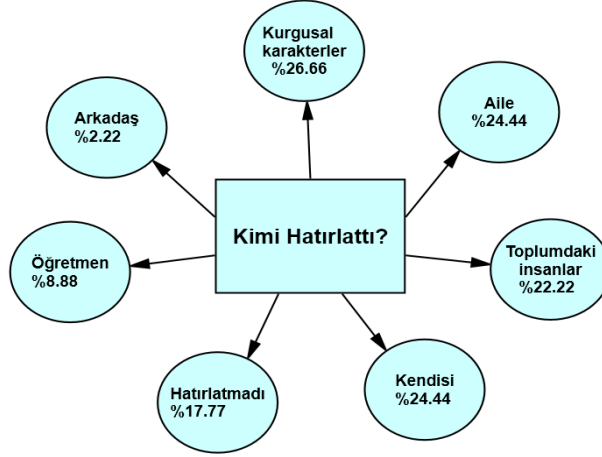 Kurgusal
karakterler
%26.66
Arkadaş
%2.22
Aile
%24.44
Kimi Hatırlattı?
Öğretmen
%8.88
Toplumdaki
insanlar
%22.22
Hatırlatmadı
%17.77
Kendisi
%24.44